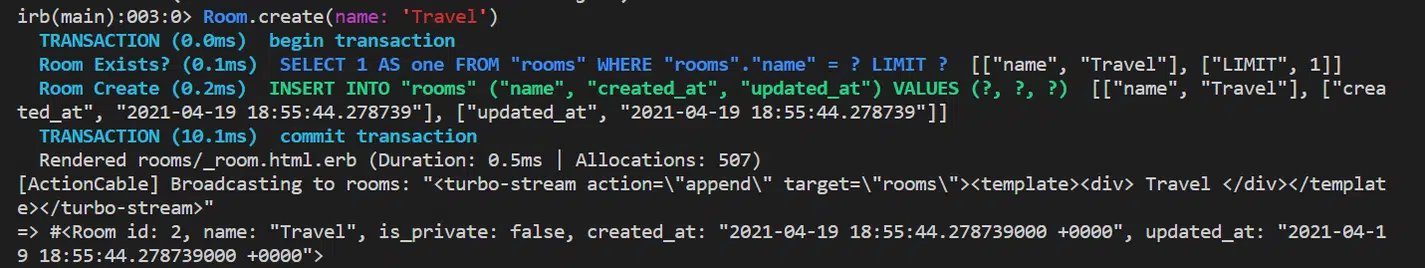 irb(main):003:0> Room.create(name: 'Travel')
TRANSACTION (0.0ms)  begin transaction
Room Exists? (0.1ms)  SELECT 1 AS one FROM "rooms" WHERE "rooms"."name" = ? LIMIT ?  [["name", "Travel"], ["LIMIT", 1]]
Room Create (0.2ms)  INSERT INTO "rooms" ("name", "created_at", "updated_at") VALUES (?, ?, ?)  [["name", "Travel"], ["crea
ted_at", "2021-04-19 18:55:44.278739"], ["updated_at", "2021-04-19 18:55:44.278739"]]
TRANSACTION (10.1ms)  commit transaction
Rendered rooms/_room.html.erb (Duration: 0.5ms | Allocations: 507)
[ActionCable] Broadcasting to rooms: "<turbo-stream action=\"append\" target=\"rooms\"><template><div> Travel </div></templat
e></turbo-stream>"
=> #<Room id: 2, name: "Travel", is_private: false, created_at: "2021-04-19 18:55:44.278739000 +0000", updated_at: "2021-04-1
9 18:55:44.278739000 +0000">